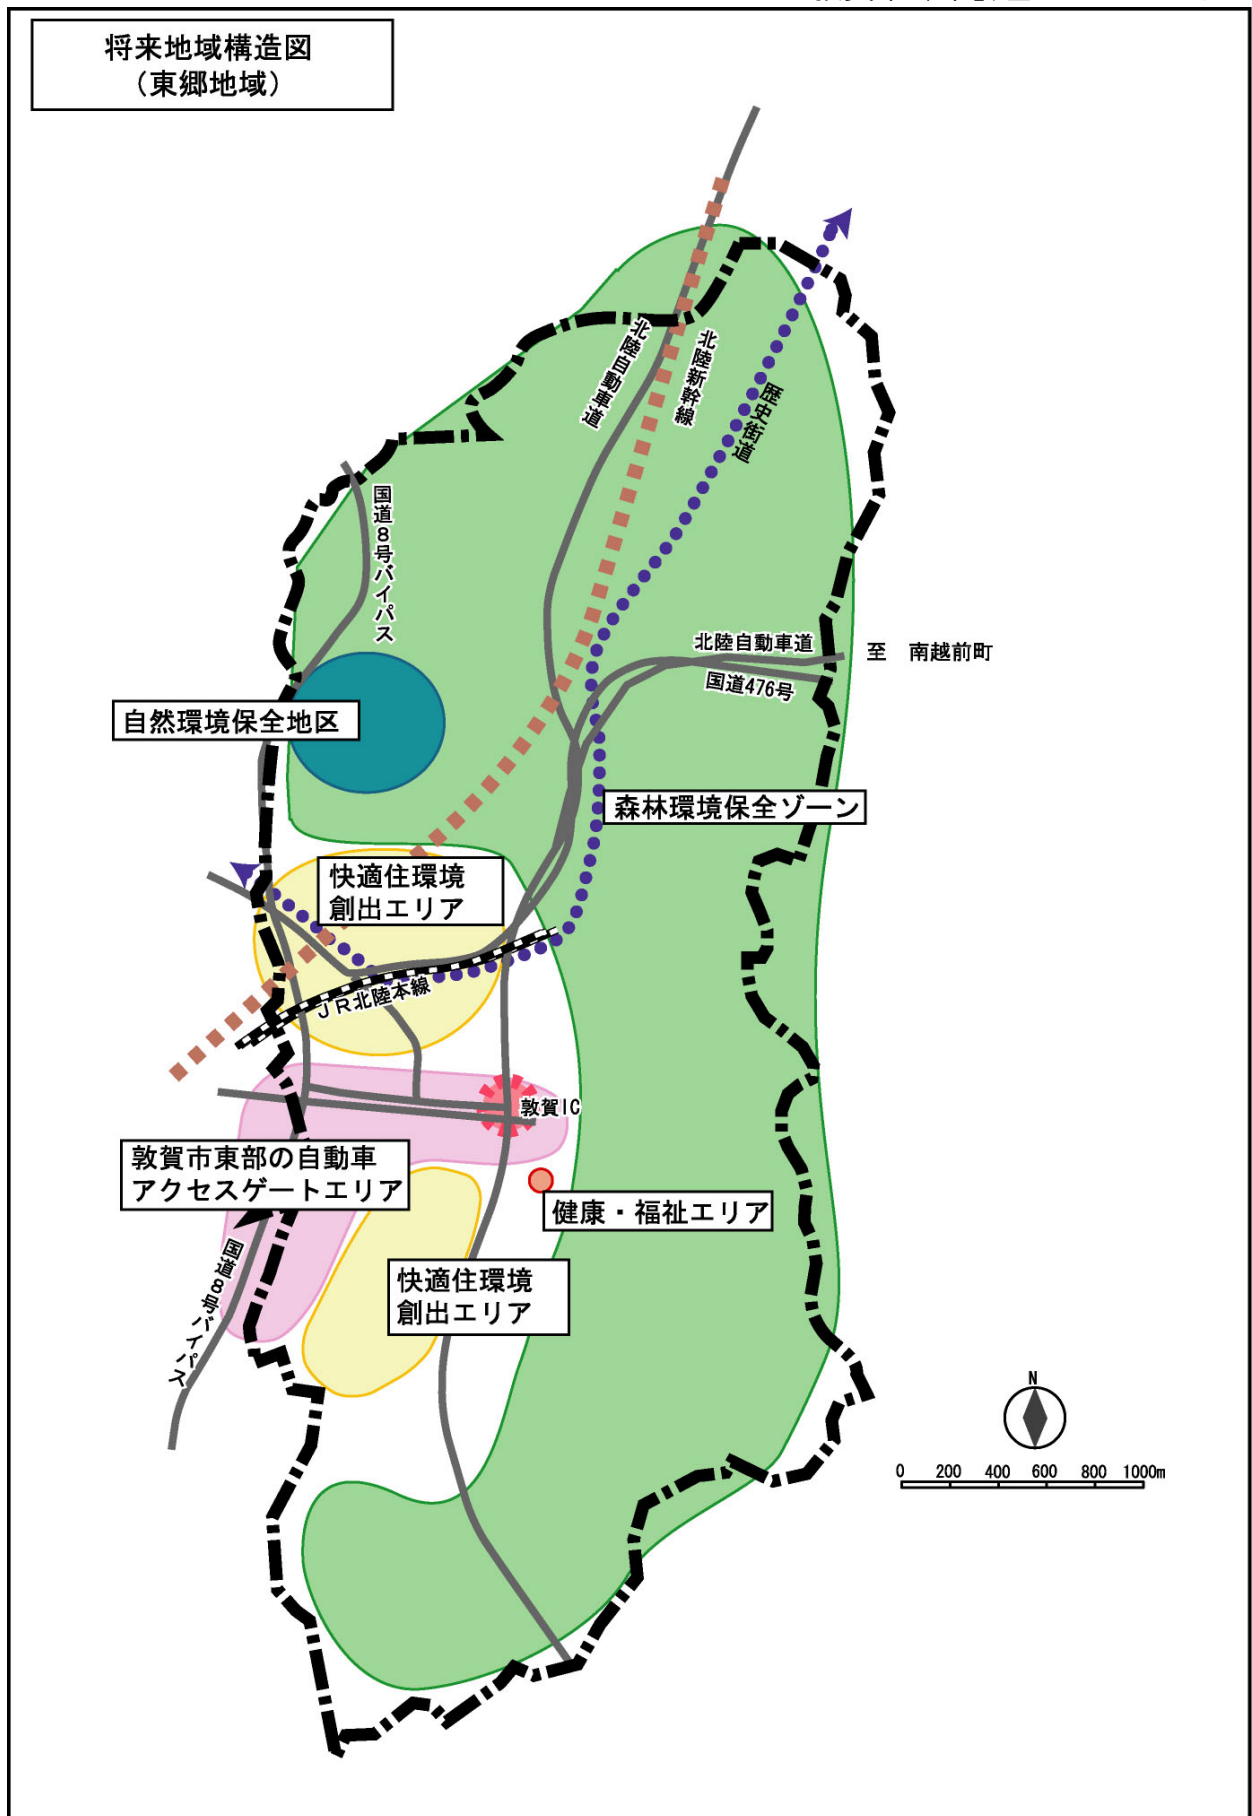 将来地域構造図
（東郷地域）
北陸自動車道
北陸新幹線
歴史街道
国道８号バイパス
北陸自動車道
至　南越前町
国道476号
自然環境保全地区
森林環境保全ゾーン
快適住環境
創出エリア
ＪＲ北陸本線
敦賀IC
敦賀市東部の自動車
アクセスゲートエリア
健康・福祉エリア
国道８号バイパス
快適住環境
創出エリア
N
0 200 400 600 800 1000m